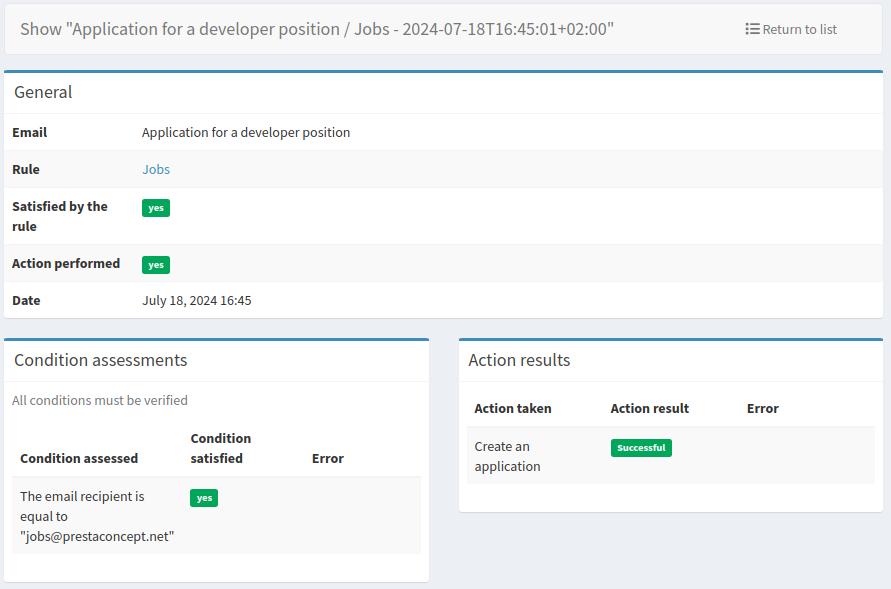 Show "Application for a developer position / Jobs - 2024-07-18T16:45:01+02:00"
Return to list
General
Email
Application for a developer position
Rule
Jobs
Satisfied by the
rule
yes
Action performed
yes
Date
July 18, 2024 16:45
Condition assessments
All conditions must be verified
Condition assessed
Condition
satisfied
Error
The email recipient is
equal to
"jobs@prestaconcept.net"
yes
Action results
Action taken
Action result
Error
Create an
application
Successful